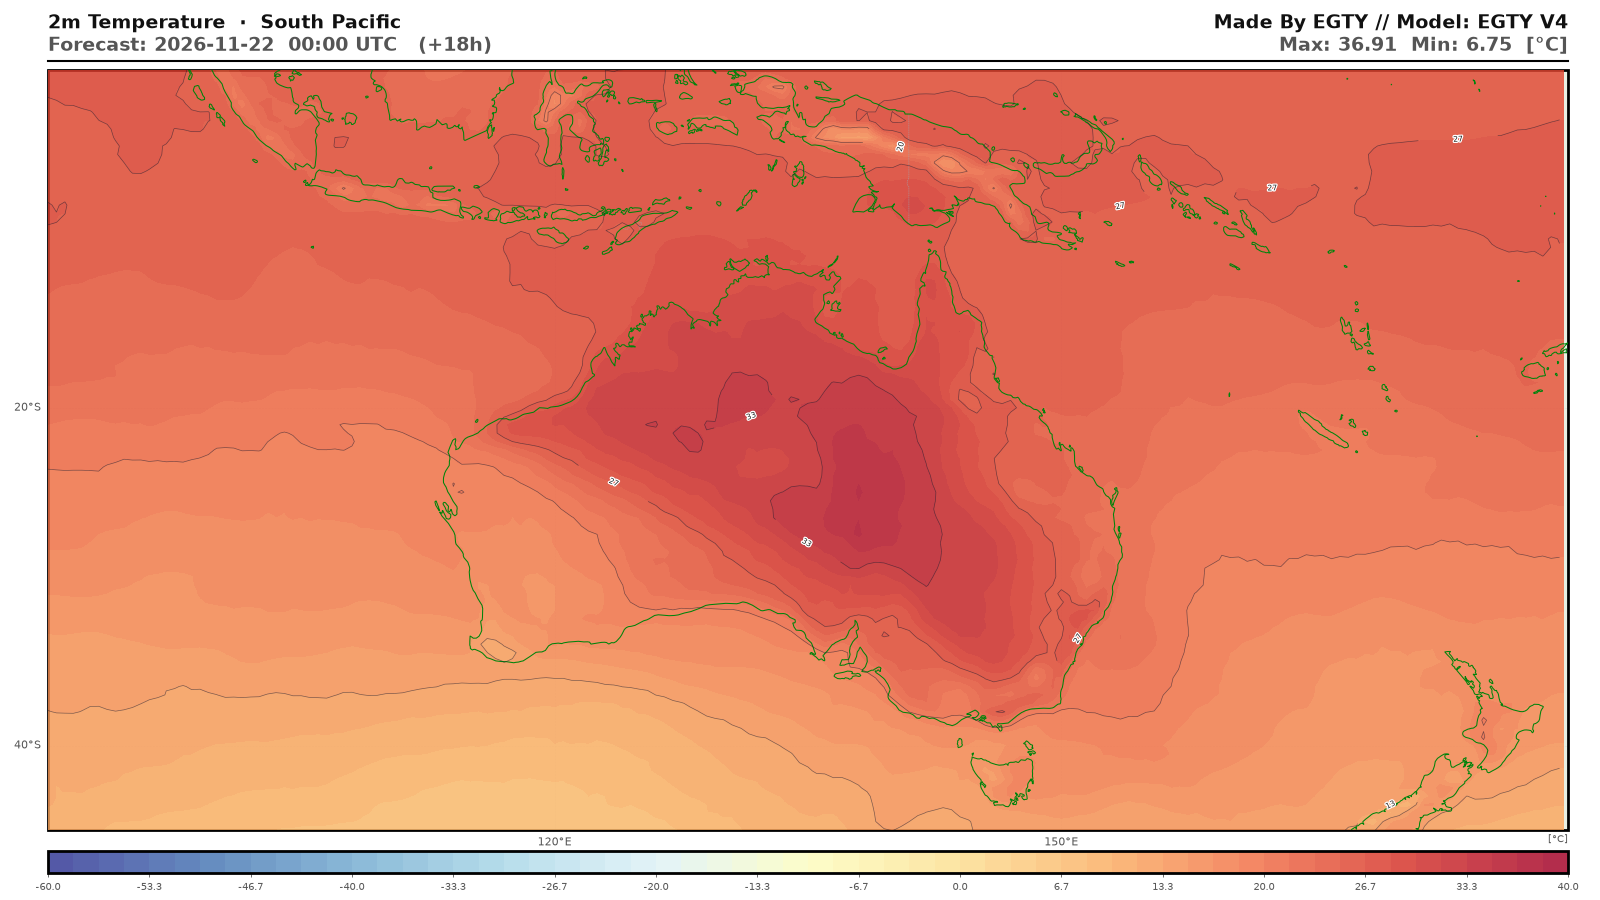 2m Temperature · South Pacific
Made By EGTY // Model: EGTY V4
Forecast: 2026-11-22 00:00 UTC (+18h)
Max: 36.91 Min: 6.75 [°C]
27
20
27
27
20°S
33
27
33
27
40°S
13
120°E
150°E
[°C]
-60.0
-53.3
-46.7
-40.0
-33.3
-26.7
-20.0
-13.3
-6.7
0.0
6.7
13.3
20.0
26.7
33.3
40.0